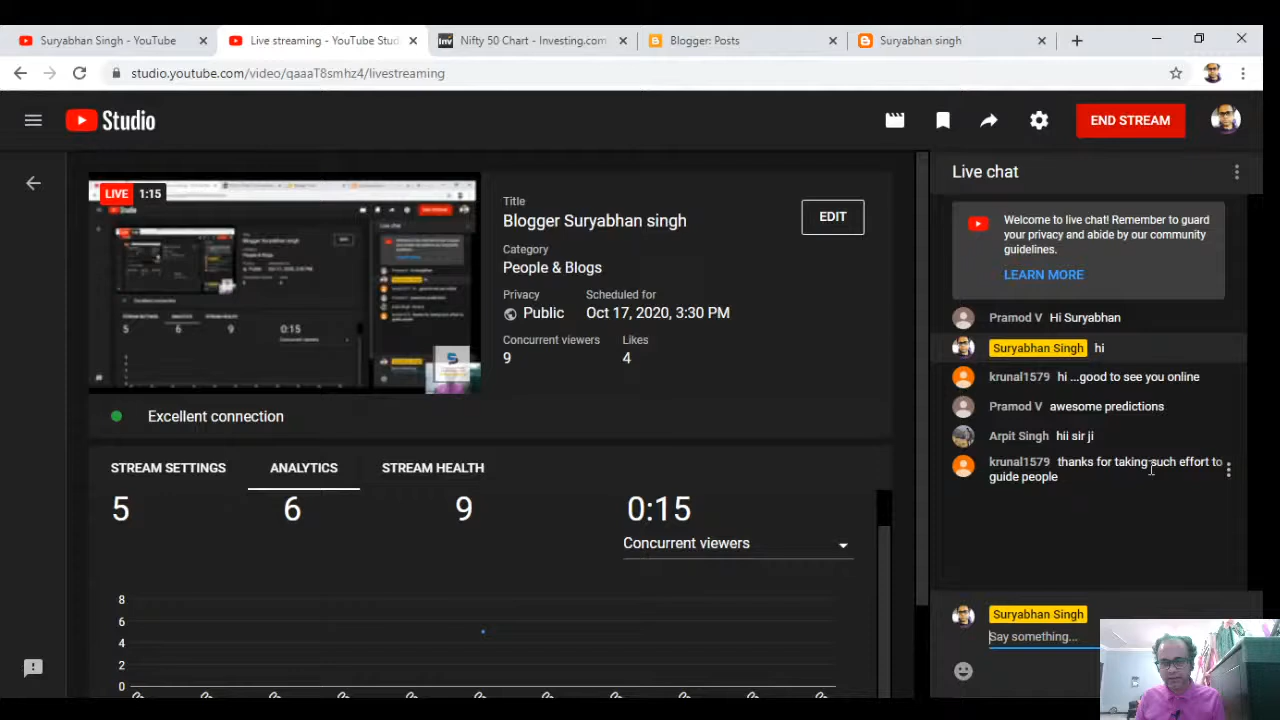 Suryabhan Singh - YouTube
Live streaming - YouTube Stud
Inv Nifty 50 Chart - Investing.com
Blogger: Posts
Suryabhan singh
studio.youtube.com/video/qaaaT8smhz4/livestreaming
Studio
END STREAM
LIVE 1:15
Title
Blogger Suryabhan singh
EDIT
Category
People & Blogs
Privacy
Public
Scheduled for
Oct 17, 2020, 3:30 PM
Concurrent viewers
9
Likes
4
Excellent connection
STREAM SETTINGS
ANALYTICS
STREAM HEALTH
5
6
9
0:15
Concurrent viewers
8
6
4
2
0
Live chat
Welcome to live chat! Remember to guard
your privacy and abide by our community
guidelines.
LEARN MORE
Pramod V Hi Suryabhan
Suryabhan Singh hi
krunal1579 hi ...good to see you online
Pramod V awesome predictions
Arpit Singh hii sir ji
krunal1579 thanks for taking such effort to
guide people
Suryabhan Singh
Say something...